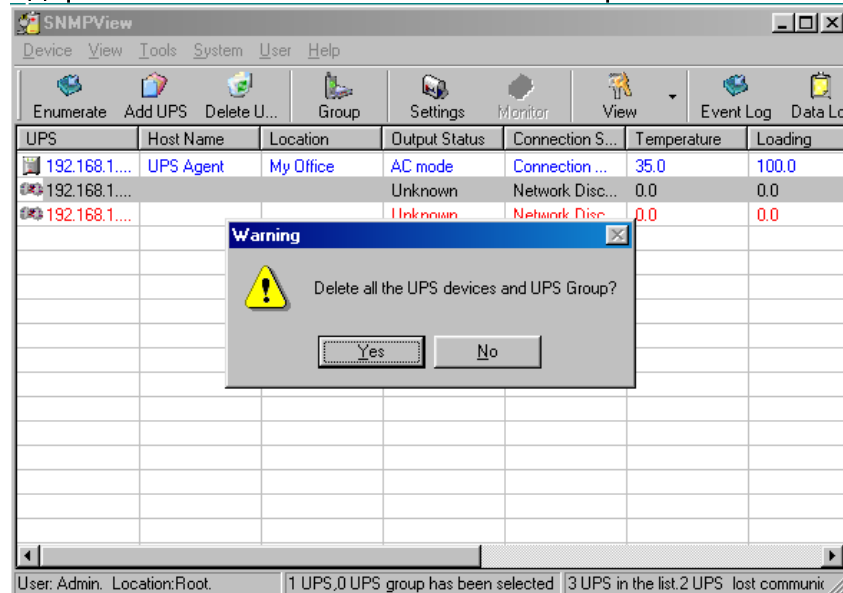 SNMPView
Device View Tools System User Help
Enumerate Add UPS Delete U... Group Settings Monitor View Event Log Data Lo
UPS Host Name Location Output Status Connection S... Temperature Loading
192.168.1.... UPS Agent My Office AC mode Connection ... 35.0 100.0
192.168.1.... Unknown Network Disc... 0.0 0.0
192.168.1.... Unknown Network Disc... 0.0 0.0
Warning
Delete all the UPS devices and UPS Group?
Yes No
User: Admin. Location:Root. 1 UPS,0 UPS group has been selected 3 UPS in the list.2 UPS lost communic